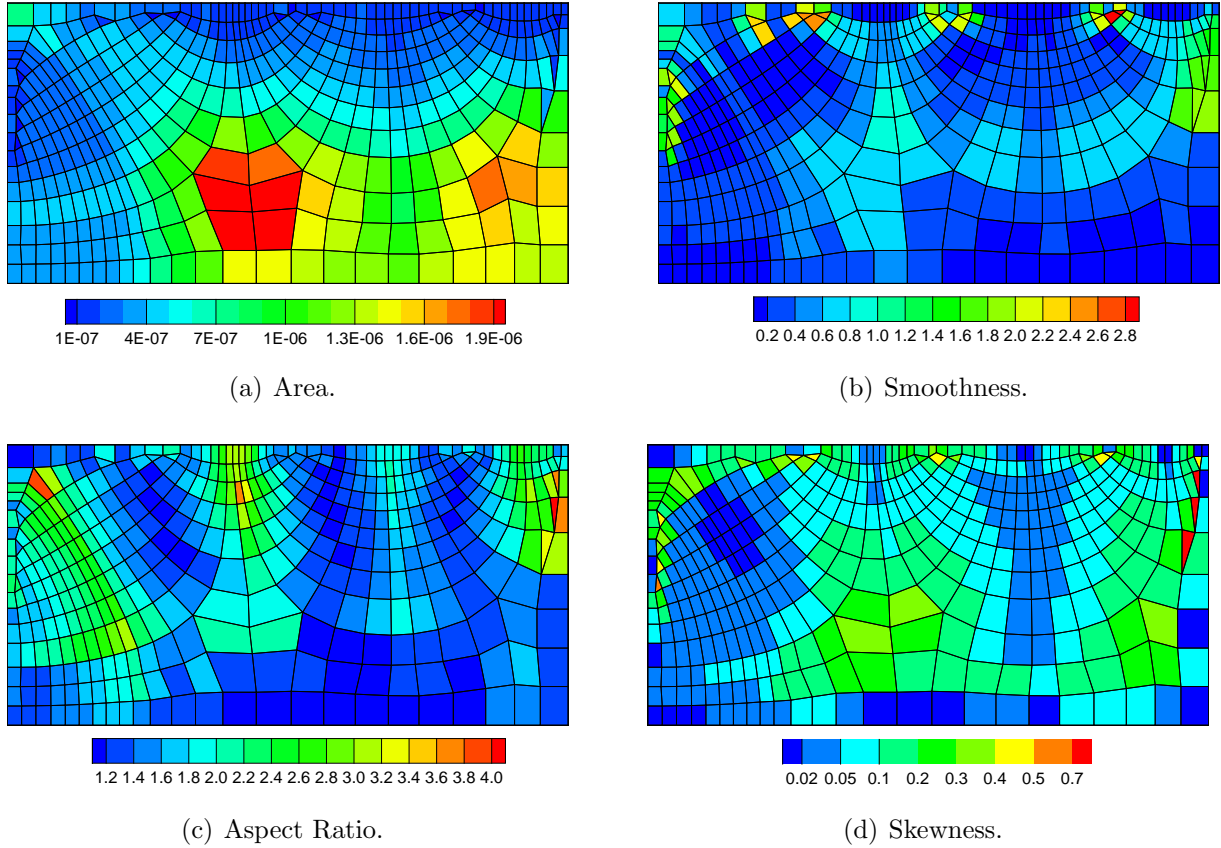 1E-07 4E-07 7E-07 1E-06 1.3E-06 1.6E-06 1.9E-06
(a) Area.
0.2 0.4 0.6 0.8 1.0 1.2 1.4 1.6 1.8 2.0 2.2 2.4 2.6 2.8
(b) Smoothness.
1.2 1.4 1.6 1.8 2.0 2.2 2.4 2.6 2.8 3.0 3.2 3.4 3.6 3.8 4.0
(c) Aspect Ratio.
0.02 0.05 0.1 0.2 0.3 0.4 0.5 0.7
(d) Skewness.